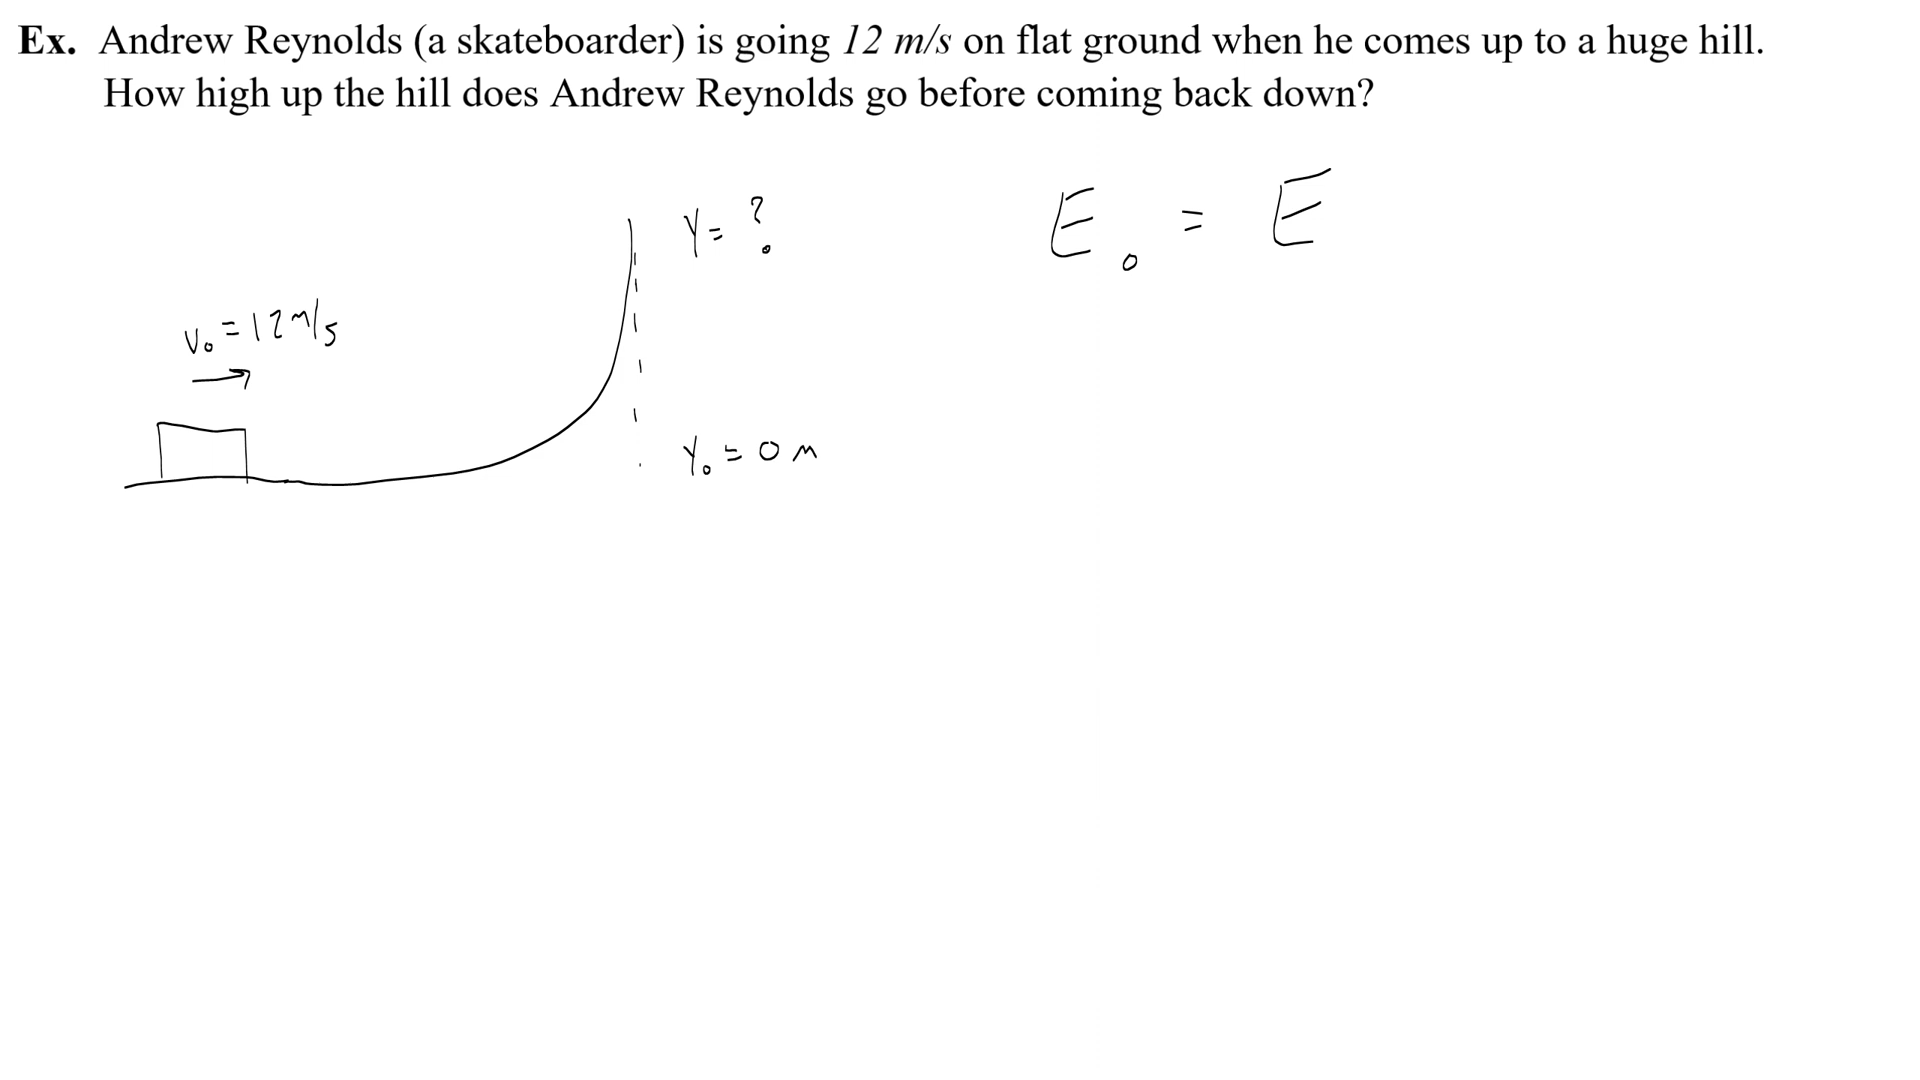 Ex. Andrew Reynolds (a skateboarder) is going 12 m/s on flat ground when he comes up to a huge hill.
How high up the hill does Andrew Reynolds go before coming back down?
Y = ?
E₀ = E
v₀ = 12 m/s
Y₀ = 0 m